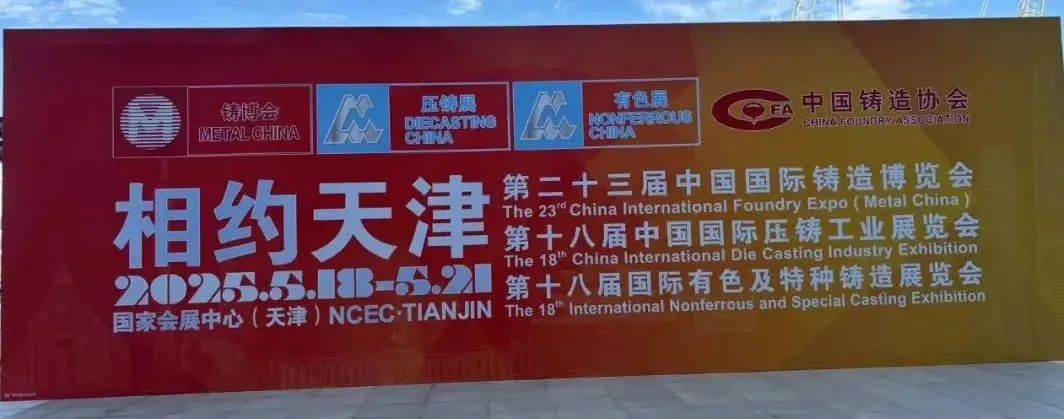 铸博会
METAL CHINA
压铸展
DIECASTING
CHINA
有色展
NONFERROUS
CHINA
FA
中国铸造协会
CHINA FOUNDRY ASSOCIATION
相约天津
2025.5.18-5.21
国家会展中心（天津）NCEC·TIANJIN
第二十三届中国国际铸造博览会
The 23rd China International Foundry Expo (Metal China)
第十八届中国国际压铸工业展览会
The 18th China International Die Casting Industry Exhibition
第十八届国际有色及特种铸造展览会
The 18th International Nonferrous and Special Casting Exhibition